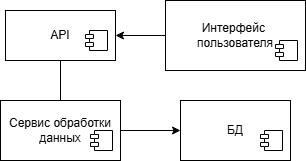 API
Интерфейс
пользователя
Сервис обработки
данных
БД